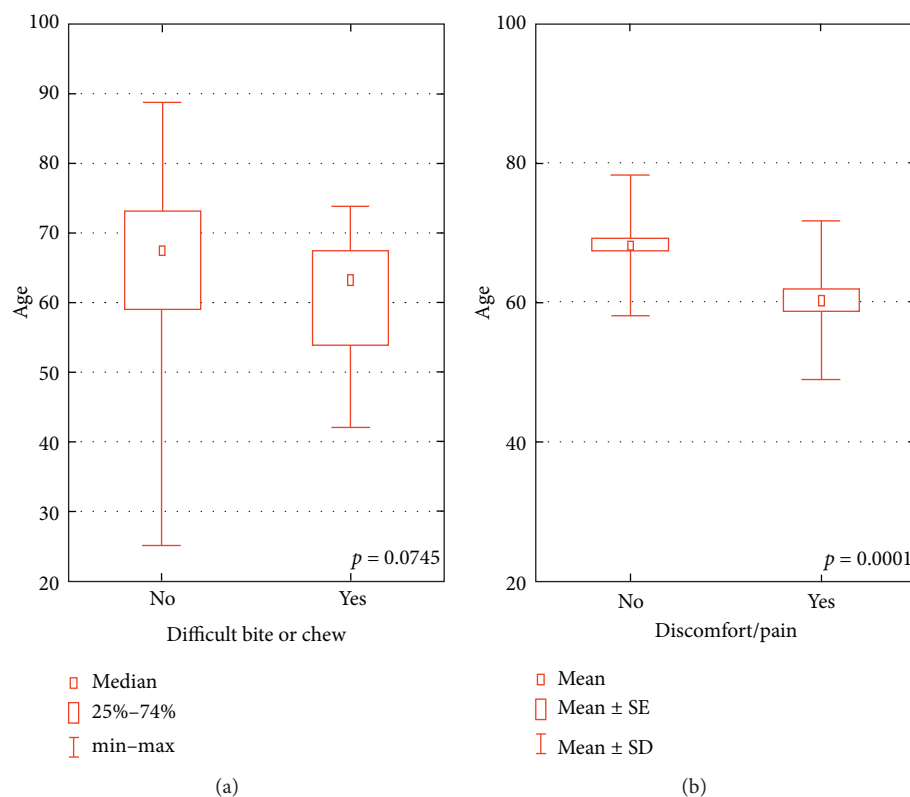 100
90
80
70
60
50
40
30
20
Age
p = 0.0745
No Yes
Difficult bite or chew
Median
25%–74%
min–max
(a)
100
80
60
40
20
Age
p = 0.0001
No Yes
Discomfort/pain
Mean
Mean ± SE
Mean ± SD
(b)